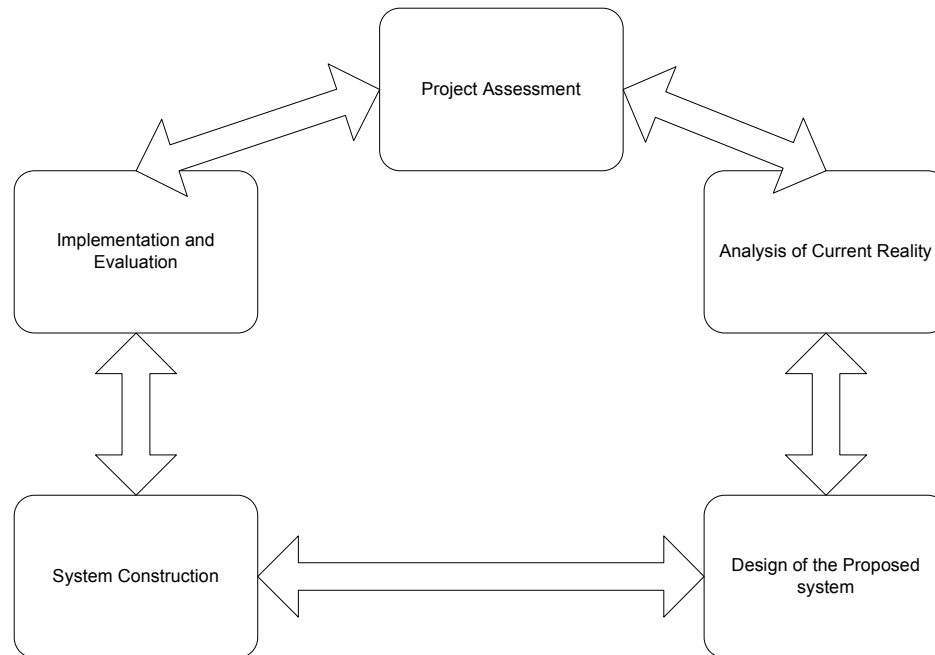 Project Assessment
Implementation and
Evaluation
Analysis of Current Reality
System Construction
Design of the Proposed
system